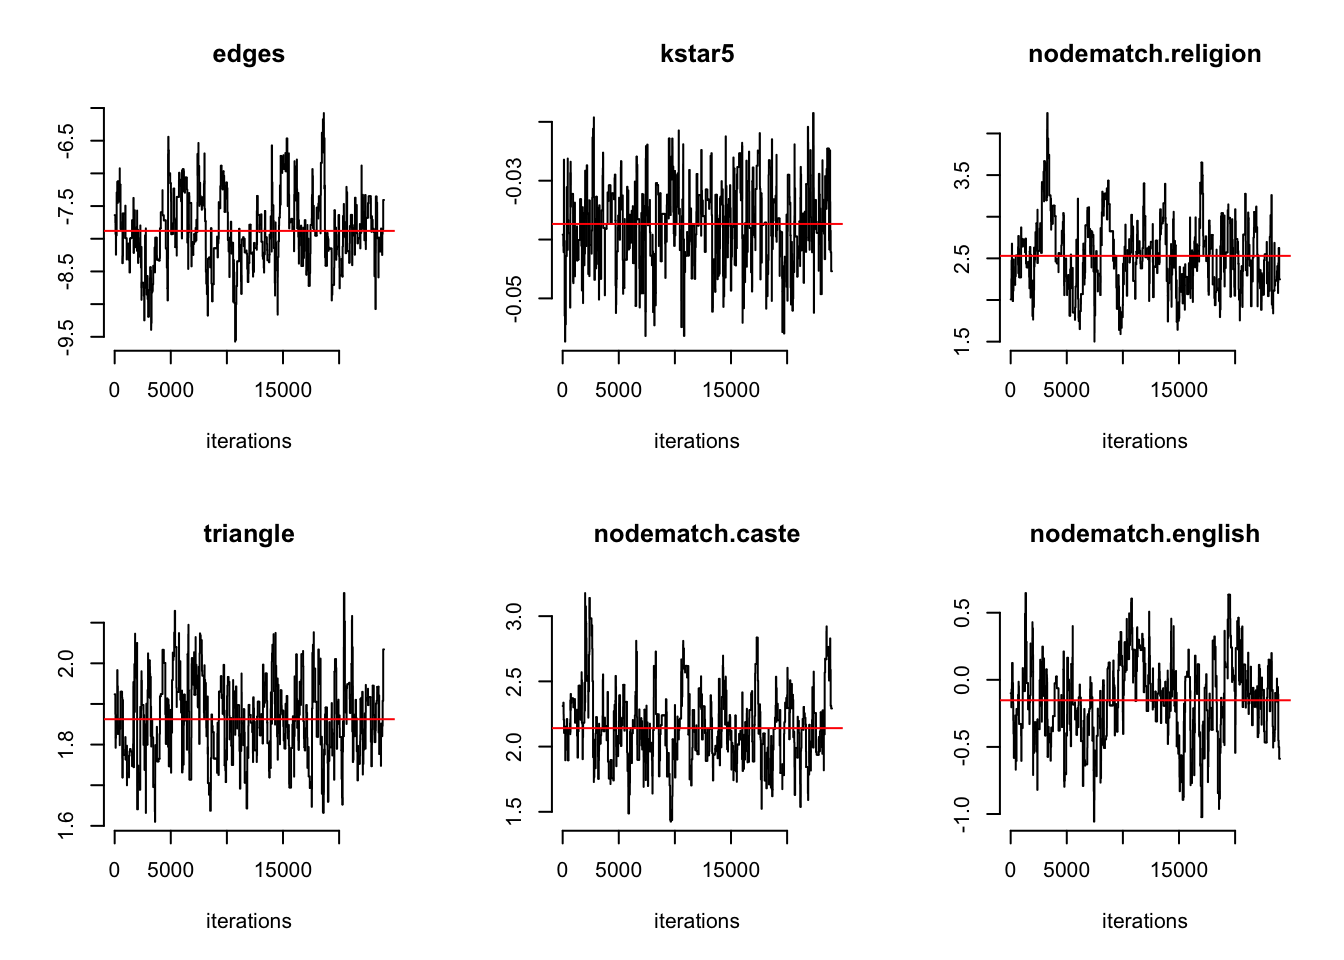 edges
-6.5
-7.5
-8.5
-9.5
0 5000 15000
iterations
kstar5
-0.03
-0.05
0 5000 15000
iterations
nodematch.religion
3.5
2.5
1.5
0 5000 15000
iterations
triangle
2.0
1.8
1.6
0 5000 15000
iterations
nodematch.caste
3.0
2.5
2.0
1.5
0 5000 15000
iterations
nodematch.english
0.5
0.0
-0.5
-1.0
0 5000 15000
iterations